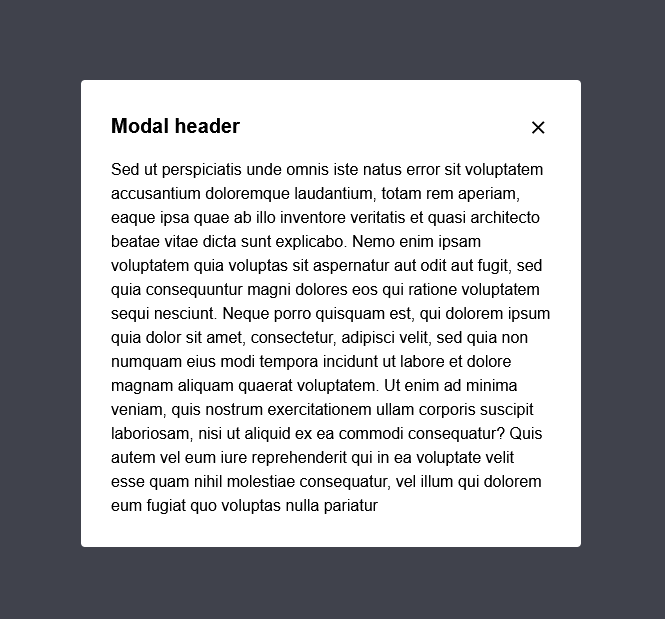 Modal header
Sed ut perspiciatis unde omnis iste natus error sit voluptatem
accusantium doloremque laudantium, totam rem aperiam,
eaque ipsa quae ab illo inventore veritatis et quasi architecto
beatae vitae dicta sunt explicabo. Nemo enim ipsam
voluptatem quia voluptas sit aspernatur aut odit aut fugit, sed
quia consequuntur magni dolores eos qui ratione voluptatem
sequi nesciunt. Neque porro quisquam est, qui dolorem ipsum
quia dolor sit amet, consectetur, adipisci velit, sed quia non
numquam eius modi tempora incidunt ut labore et dolore
magnam aliquam quaerat voluptatem. Ut enim ad minima
veniam, quis nostrum exercitationem ullam corporis suscipit
laboriosam, nisi ut aliquid ex ea commodi consequatur? Quis
autem vel eum iure reprehenderit qui in ea voluptate velit
esse quam nihil molestiae consequatur, vel illum qui dolorem
eum fugiat quo voluptas nulla pariatur